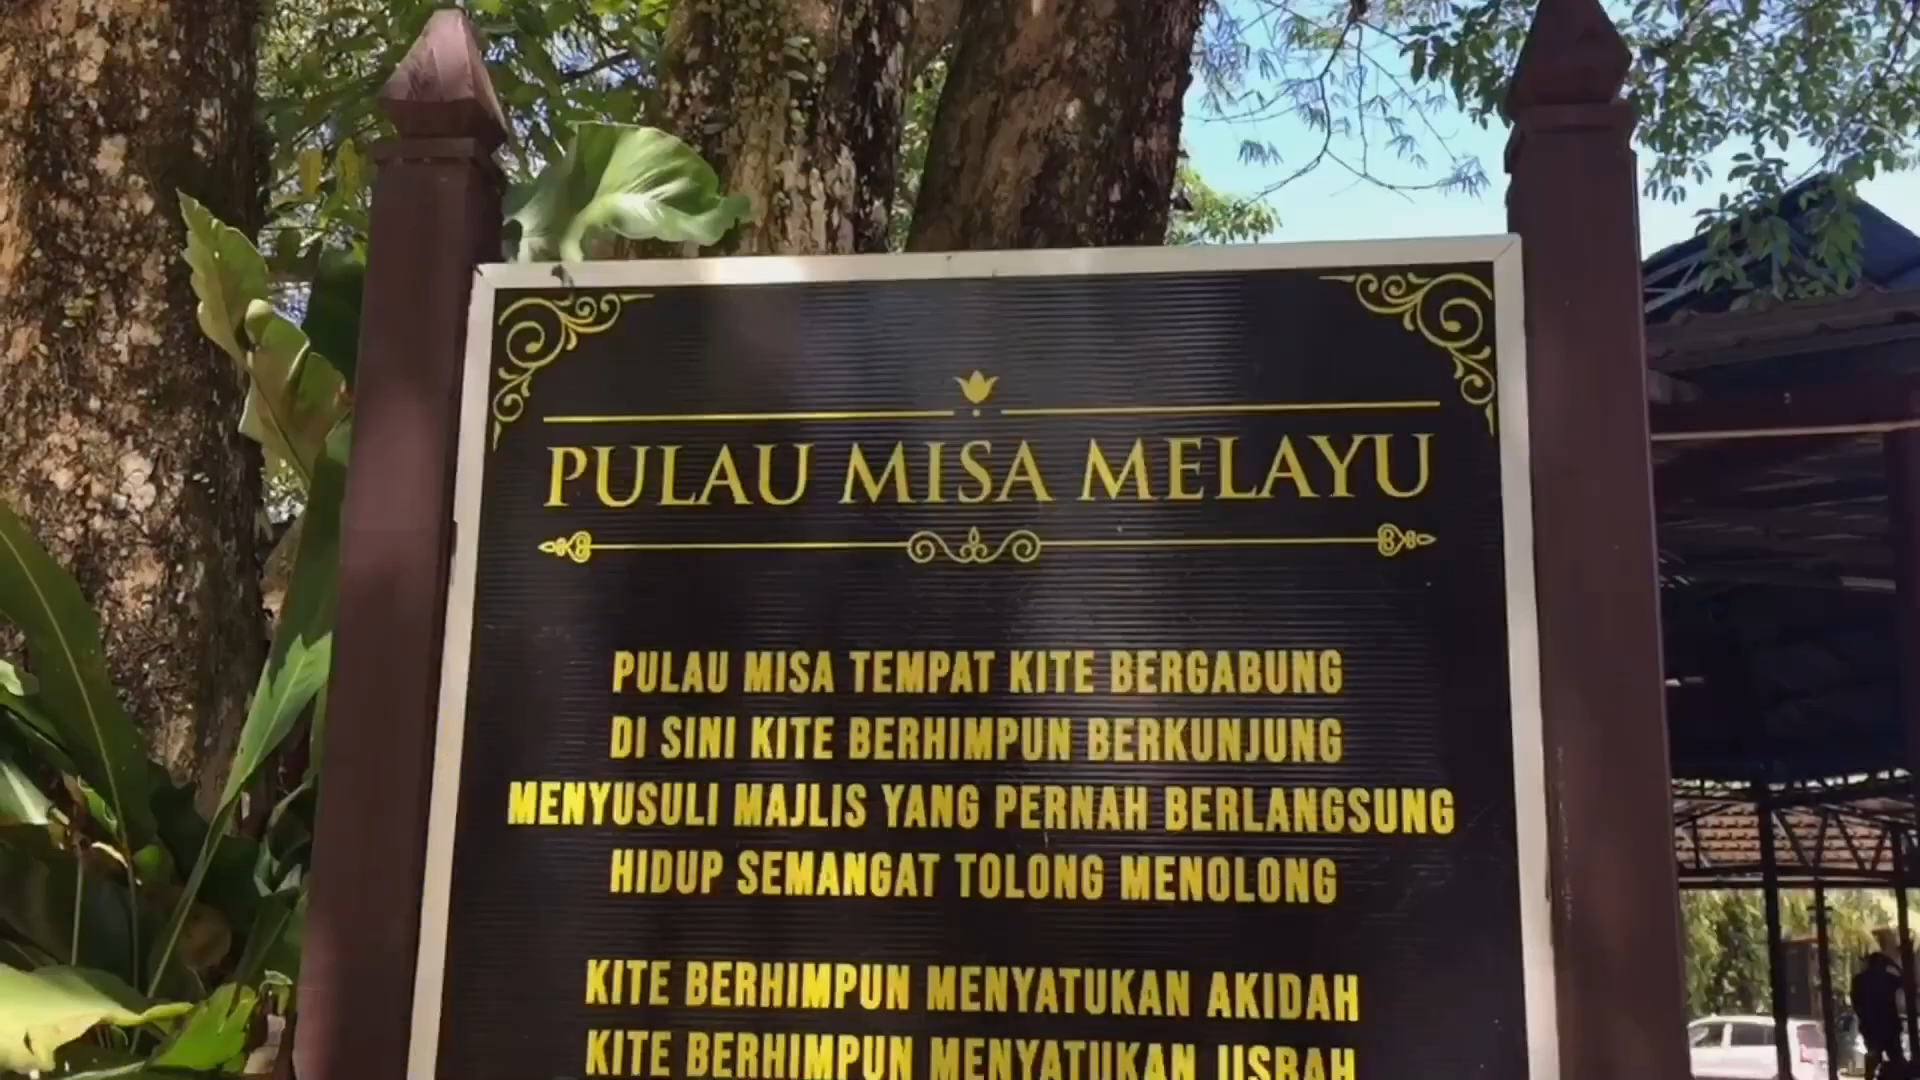 PULAU MISA MELAYU
PULAU MISA TEMPAT KITE BERGABUNG
DI SINI KITE BERHIMPUN BERKUNJUNG
MENYUSULI MAJLIS YANG PERNAH BERLANGSUNG
HIDUP SEMANGAT TOLONG MENOLONG
KITE BERHIMPUN MENYATUKAN AKIDAH
KITE BERHIMPUN MENYATUKAN